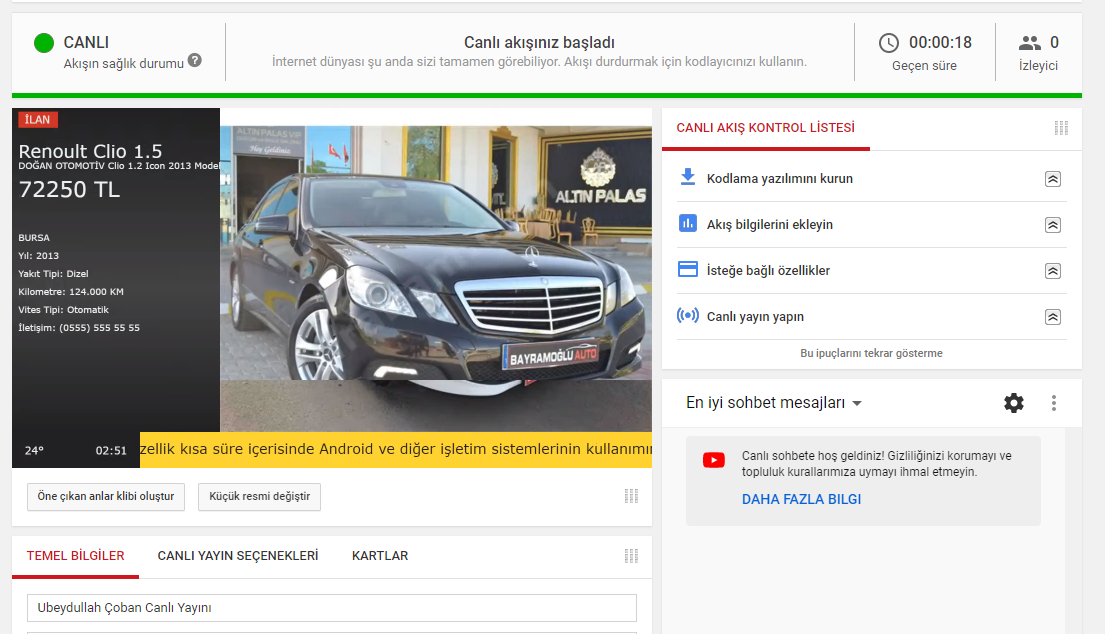 CANLI
Akışın sağlık durumu ?
Canlı akışınız başladı
İnternet dünyası şu anda sizi tamamen görebiliyor. Akışı durdurmak için kodlayıcınızı kullanın.
00:00:18
Geçen süre
0
İzleyici
İLAN
Renoult Clio 1.5
DOĞAN OTOMOTİV Clio 1.2 Icon 2013 Model
72250 TL
BURSA
Yıl: 2013
Yakıt Tipi: Dizel
Kilometre: 124.000 KM
Vites Tipi: Otomatik
İletişim: (0555) 555 55 55
ALTIN PALAS VIP
Hoş Geldiniz
ALTIN PALAS
BAYRAMOĞLU AUTO
24°
02:51
zellik kısa süre içerisinde Android ve diğer işletim sistemlerinin kullanımı
Öne çıkan anlar klibi oluştur
Küçük resmi değiştir
TEMEL BİLGİLER
CANLI YAYIN SEÇENEKLERİ
KARTLAR
Ubeydullah Çoban Canlı Yayını
CANLI AKIŞ KONTROL LİSTESİ
Kodlama yazılımını kurun
Akış bilgilerini ekleyin
İsteğe bağlı özellikler
Canlı yayın yapın
Bu ipuçlarını tekrar gösterme
En iyi sohbet mesajları
Canlı sohbete hoş geldiniz! Gizliliğinizi korumayı ve
topluluk kurallarımıza uymayı ihmal etmeyin.
DAHA FAZLA BILGI